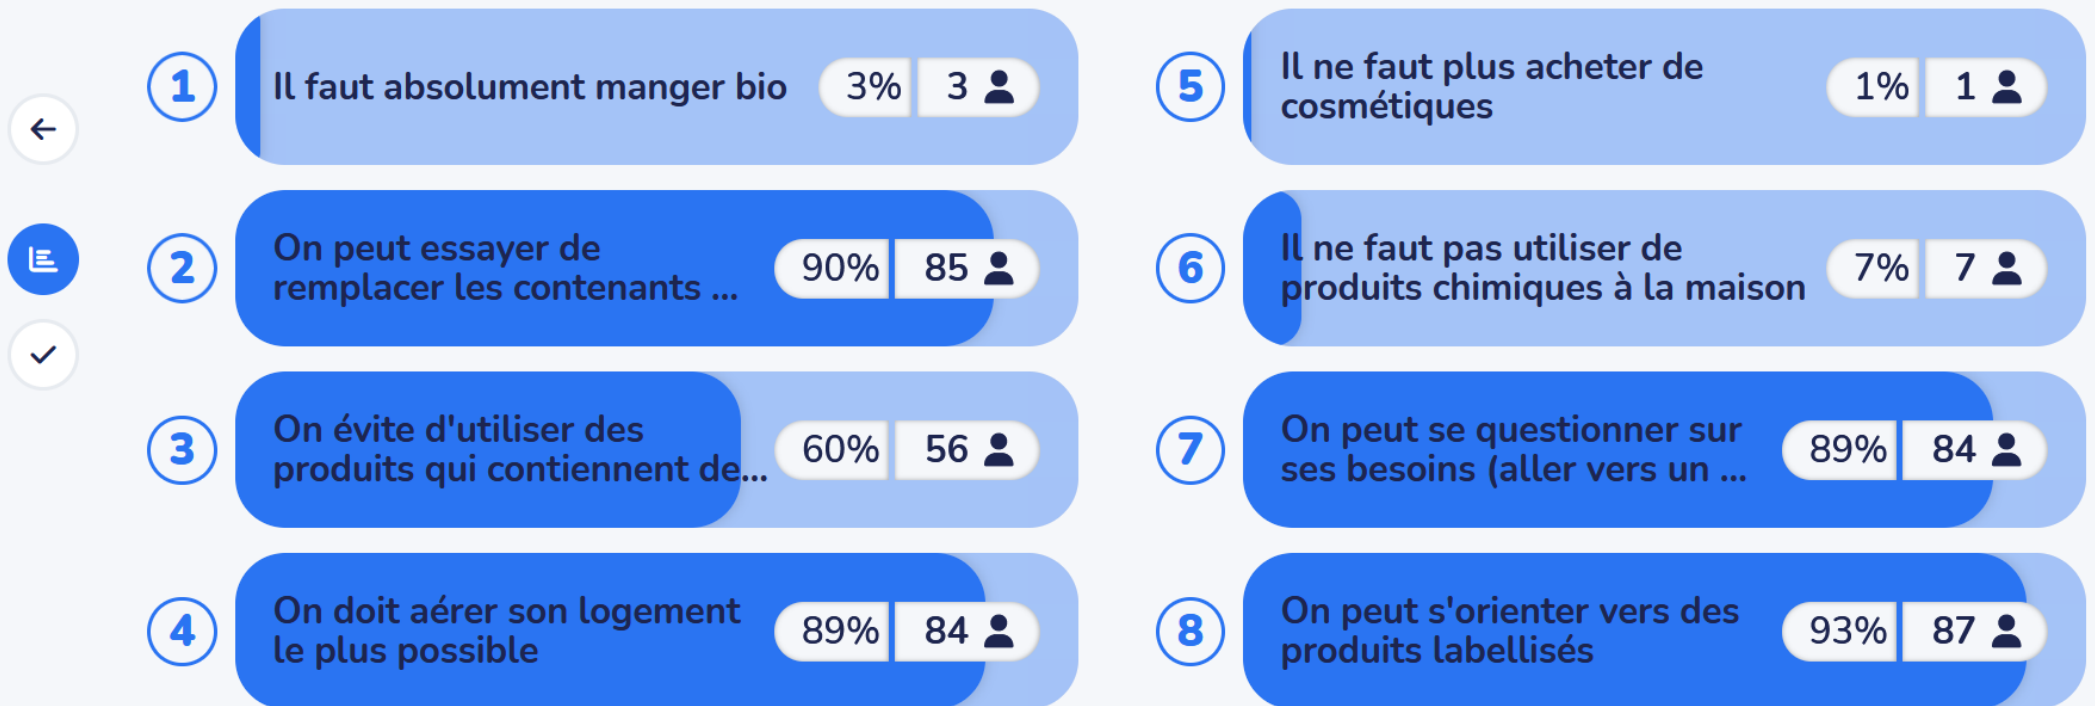 1
Il faut absolument manger bio
3% 3
2
On peut essayer de
remplacer les contenants ...
90% 85
3
On évite d'utiliser des
produits qui contiennent de...
60% 56
4
On doit aérer son logement
le plus possible
89% 84
5
Il ne faut plus acheter de
cosmétiques
1% 1
6
Il ne faut pas utiliser de
produits chimiques à la maison
7% 7
7
On peut se questionner sur
ses besoins (aller vers un ...
89% 84
8
On peut s'orienter vers des
produits labellisés
93% 87